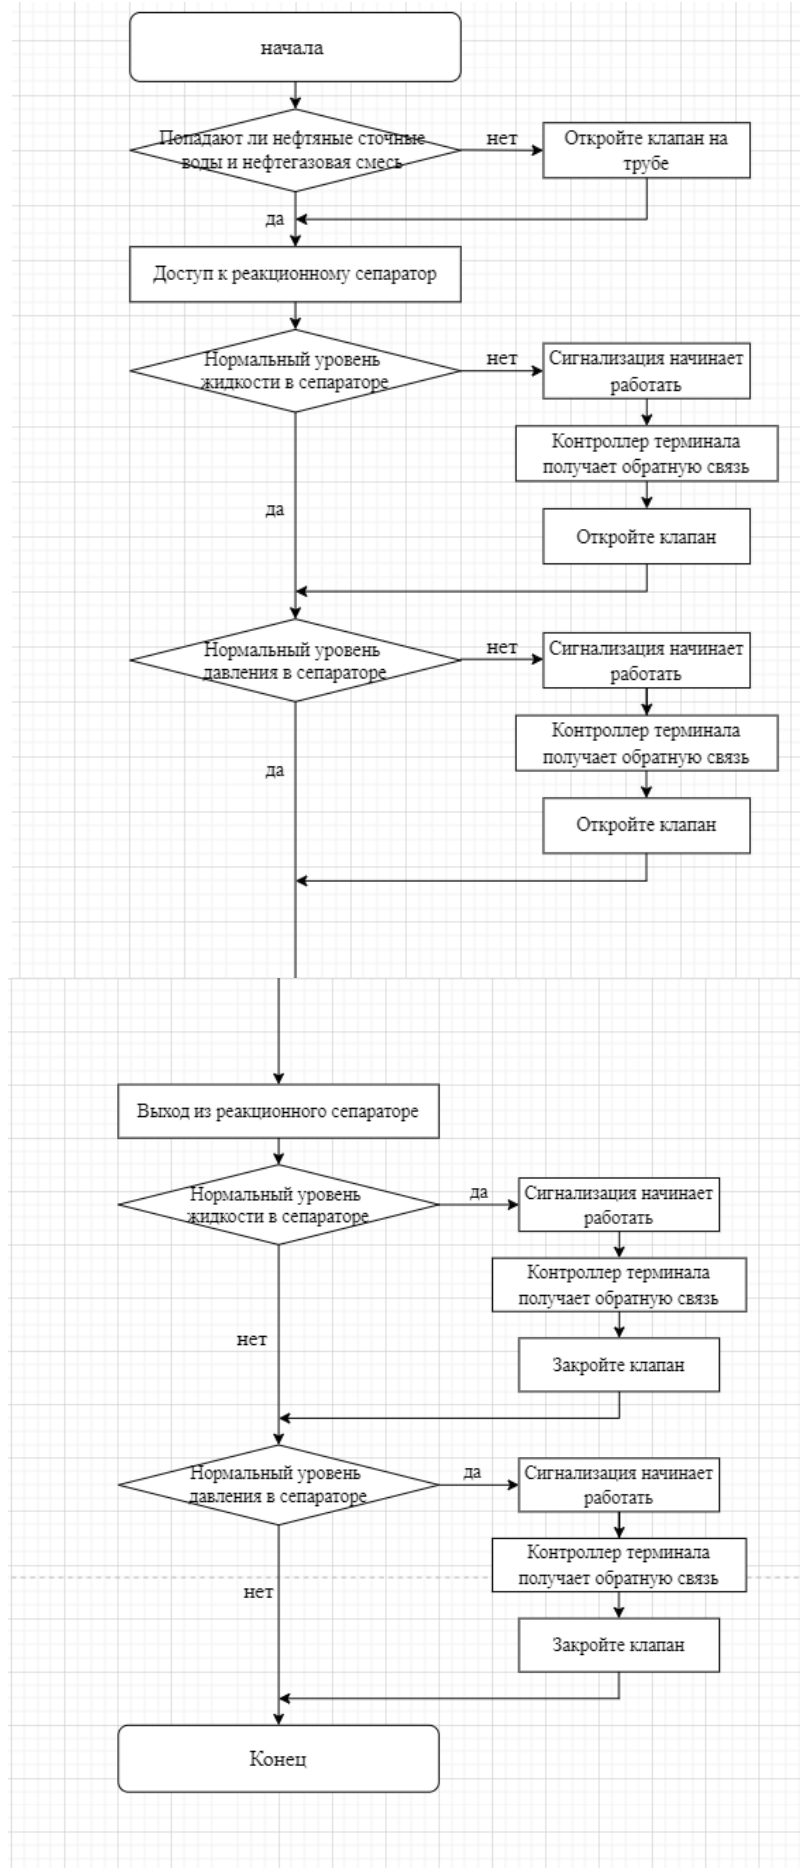 начала
Попадают ли нефтяные сточные
воды и нефтегазовая смесь
нет
Откройте клапан на
трубе
да
Доступ к реакционному сепаратор
Нормальный уровень
жидкости в сепараторе
нет
Сигнализация начинает
работать
Контроллер терминала
получает обратную связь
да
Откройте клапан
Нормальный уровень
давления в сепараторе
нет
Сигнализация начинает
работать
Контроллер терминала
получает обратную связь
да
Откройте клапан
Выход из реакционного сепараторе
Нормальный уровень
жидкости в сепараторе
да
Сигнализация начинает
работать
Контроллер терминала
получает обратную связь
нет
Закройте клапан
Нормальный уровень
давления в сепараторе
да
Сигнализация начинает
работать
Контроллер терминала
получает обратную связь
нет
Закройте клапан
Конец